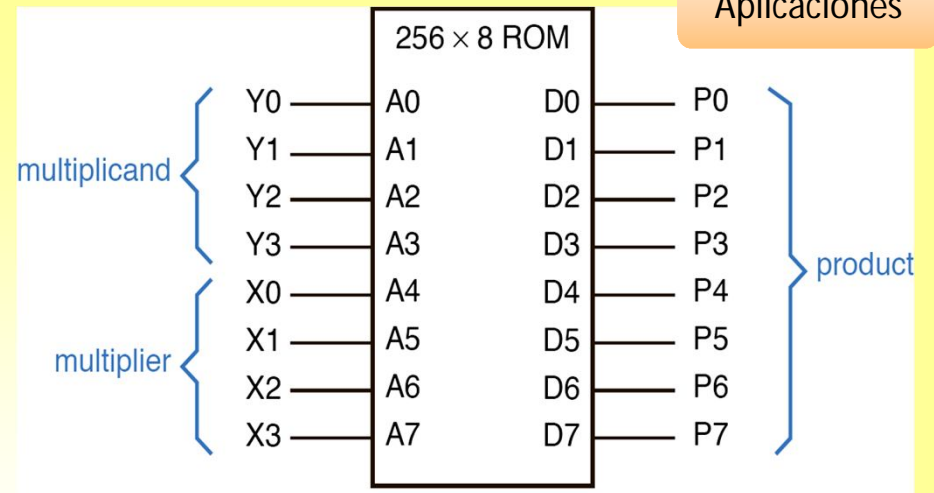 Aplicaciones
256 × 8 ROM
Y0 A0 D0 P0
Y1 A1 D1 P1
multiplicand
Y2 A2 D2 P2
Y3 A3 D3 P3
product
X0 A4 D4 P4
X1 A5 D5 P5
multiplier
X2 A6 D6 P6
X3 A7 D7 P7